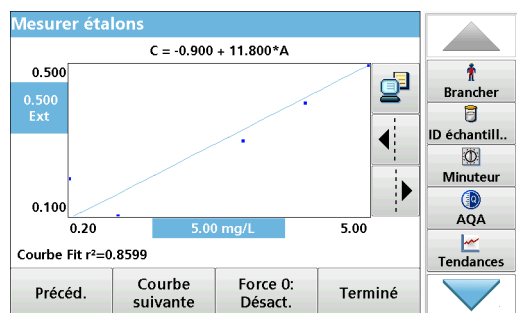 Mesurer étalons
C = -0.900 + 11.800*A
0.500
0.500
Ext
0.100
0.20
5.00 mg/L
5.00
Courbe Fit r²=0.8599
Précéd.
Courbe
suivante
Force 0:
Désact.
Terminé
Brancher
ID échantill..
Minuteur
AQA
Tendances